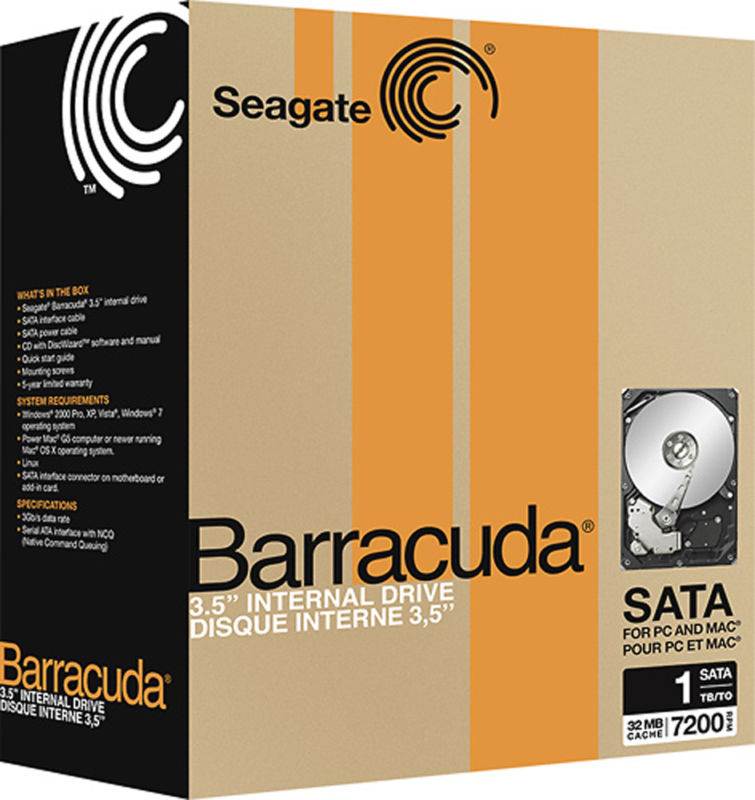 Seagate®
TM
WHAT'S IN THE BOX
• Seagate® Barracuda® 3.5" internal drive
• SATA interface cable
• SATA power cable
• CD with DiscWizard™ software and manual
• Quick start guide
• Mounting screws
• 5-year limited warranty
SYSTEM REQUIREMENTS
• Windows® 2000 Pro, XP, Vista®, Windows® 7
operating system
• Power Mac® G5 computer or newer running
Mac® OS X operating system.
• Linux
• SATA interface connector on motherboard or
add-in card.
SPECIFICATIONS
• 3Gb/s data rate
• Serial ATA interface with NCQ
(Native Command Queuing)
Barracuda®
3.5" INTERNAL DRIVE
DISQUE INTERNE 3,5"
Barracuda®
3.5" INTERNAL DRIVE
DISQUE INTERNE 3,5"
SATA
FOR PC AND MAC®
POUR PC ET MAC®
1 SATA
TB/TO
32 MB
CACHE
7200 RPM